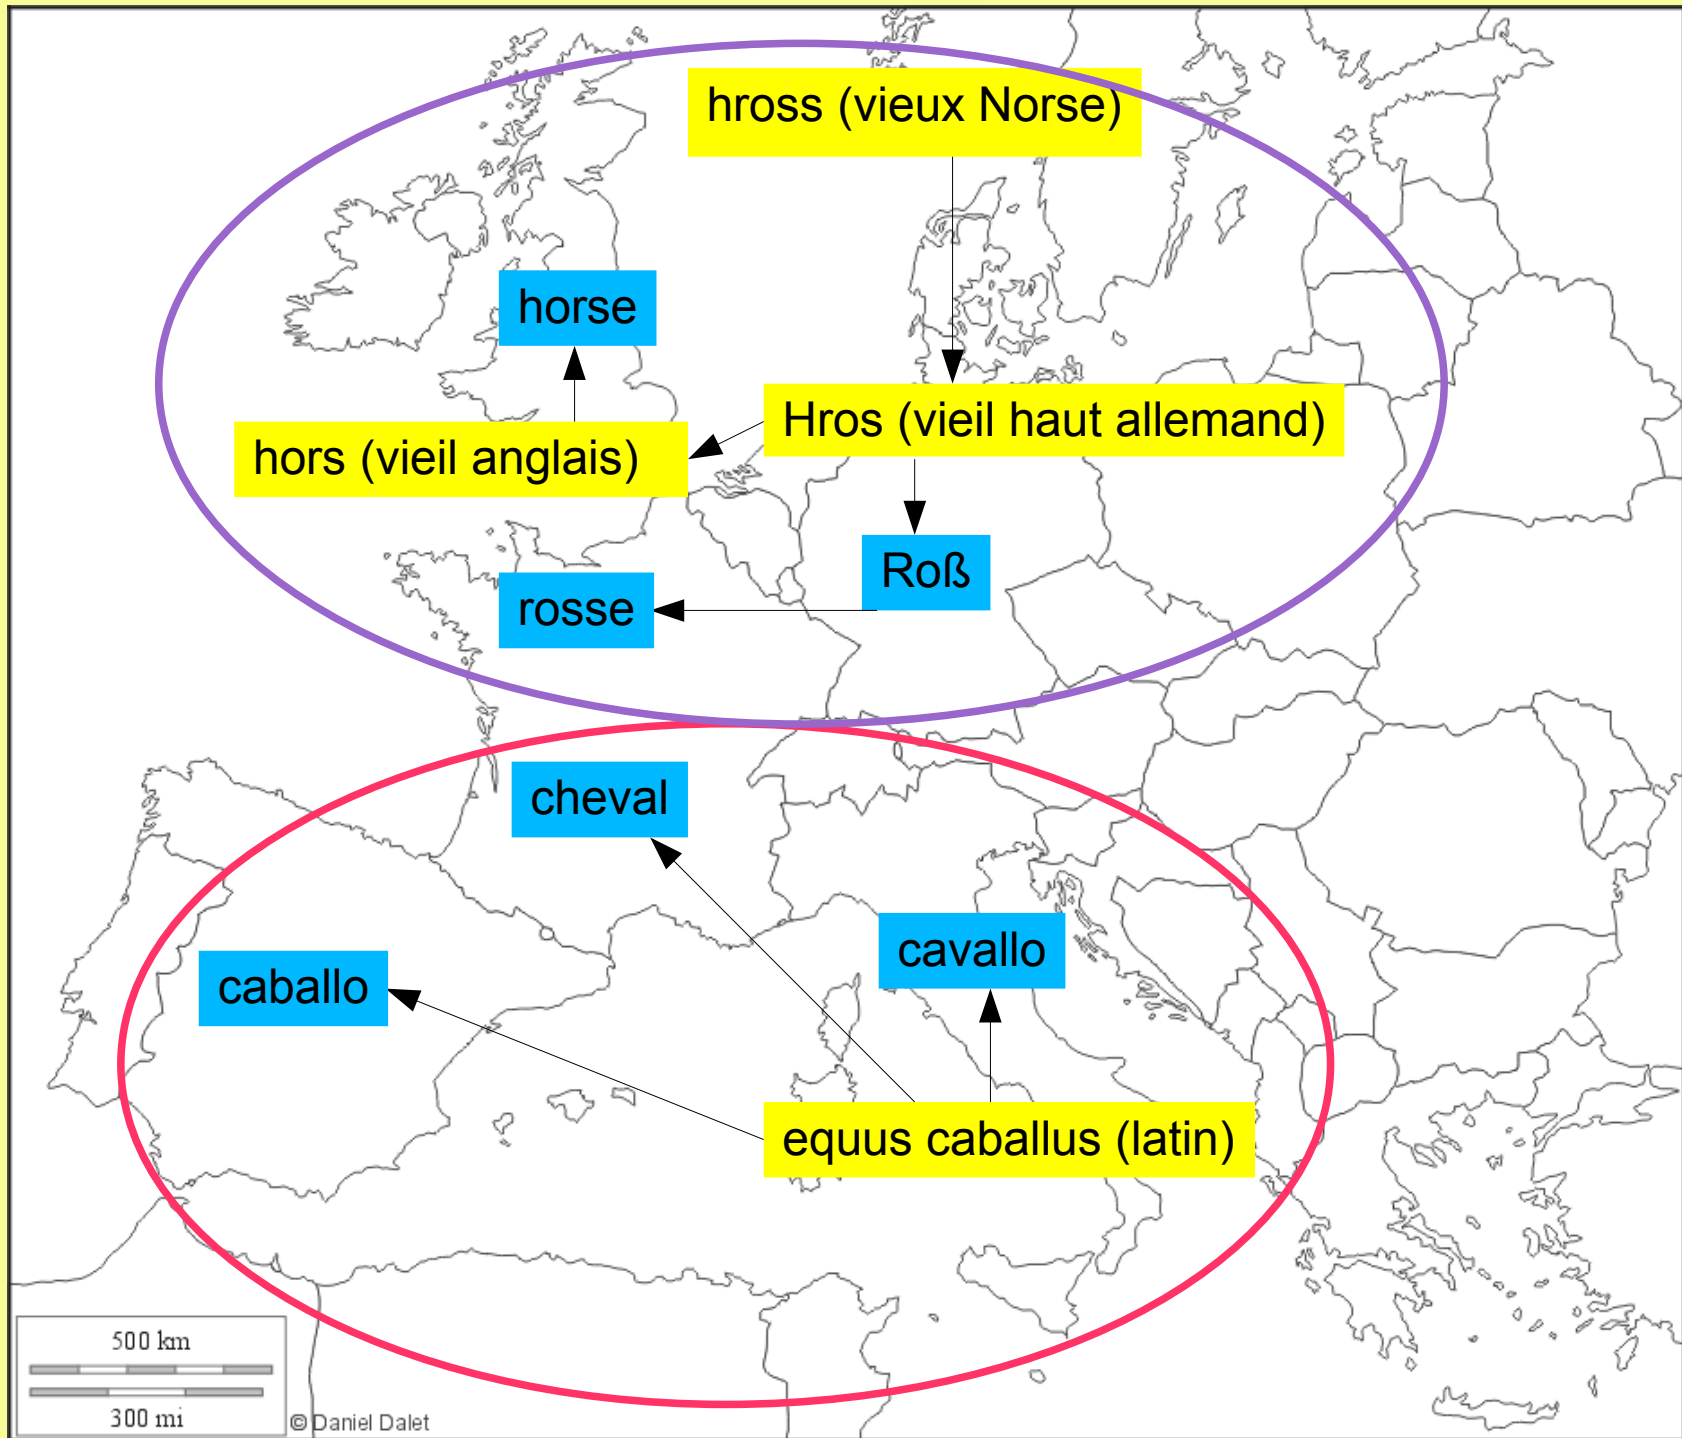 hross (vieux Norse)
horse
Hros (vieil haut allemand)
hors (vieil anglais)
Roß
rosse
cheval
cavallo
caballo
equus caballus (latin)
500 km
300 mi
© Daniel Dalet